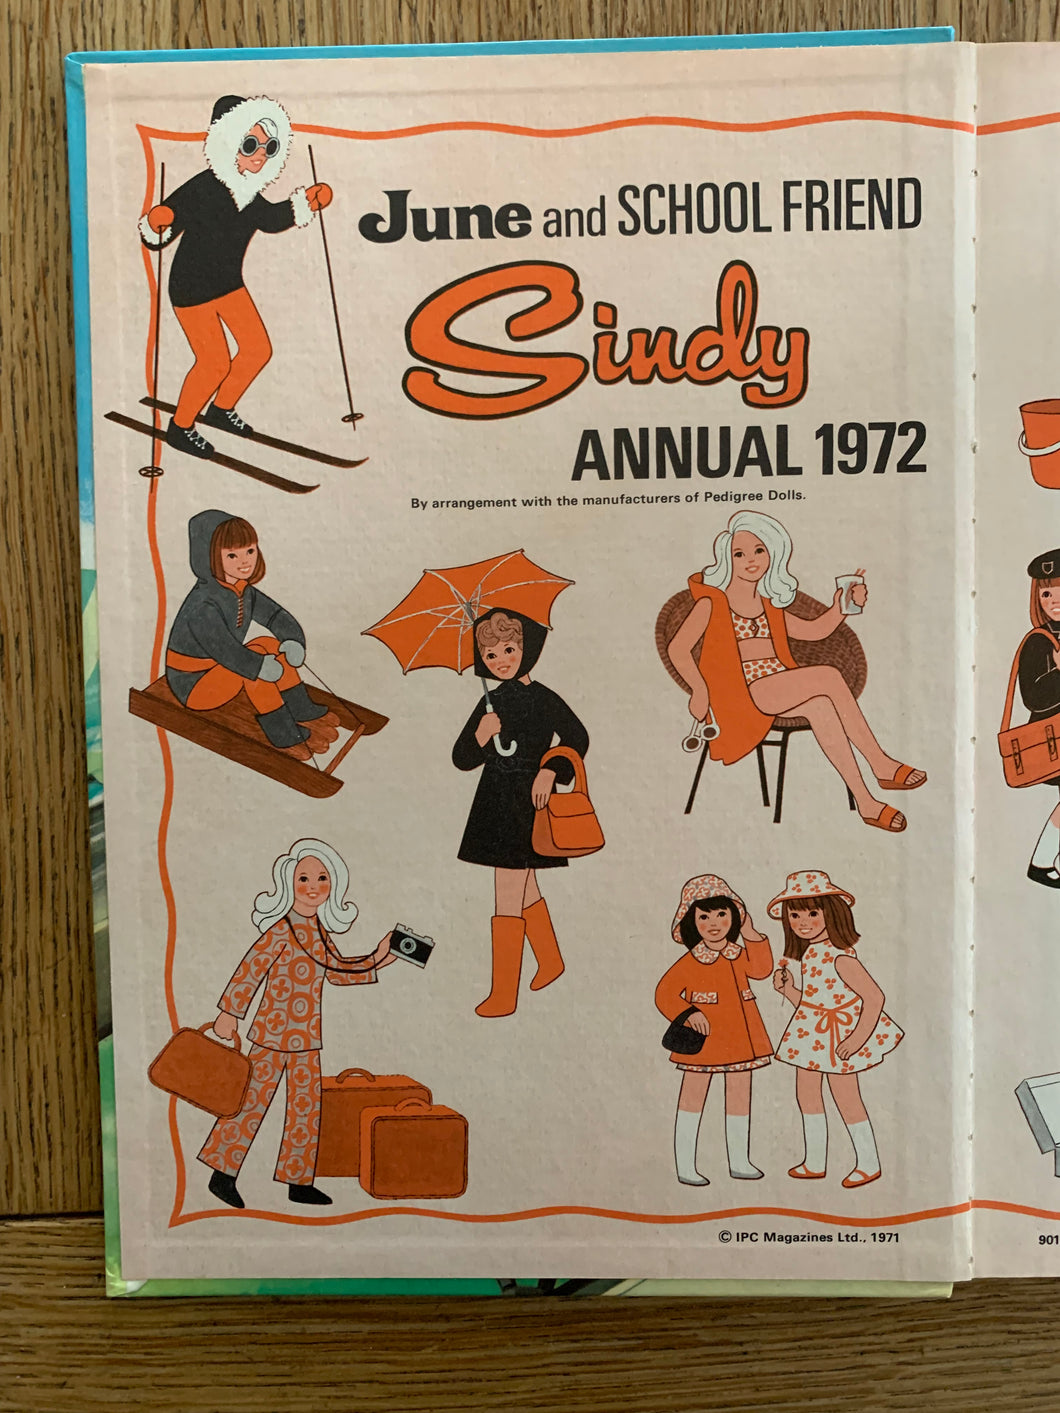 June and SCHOOL FRIEND
Sindy
ANNUAL 1972
By arrangement with the manufacturers of Pedigree Dolls.
© IPC Magazines Ltd., 1971
901